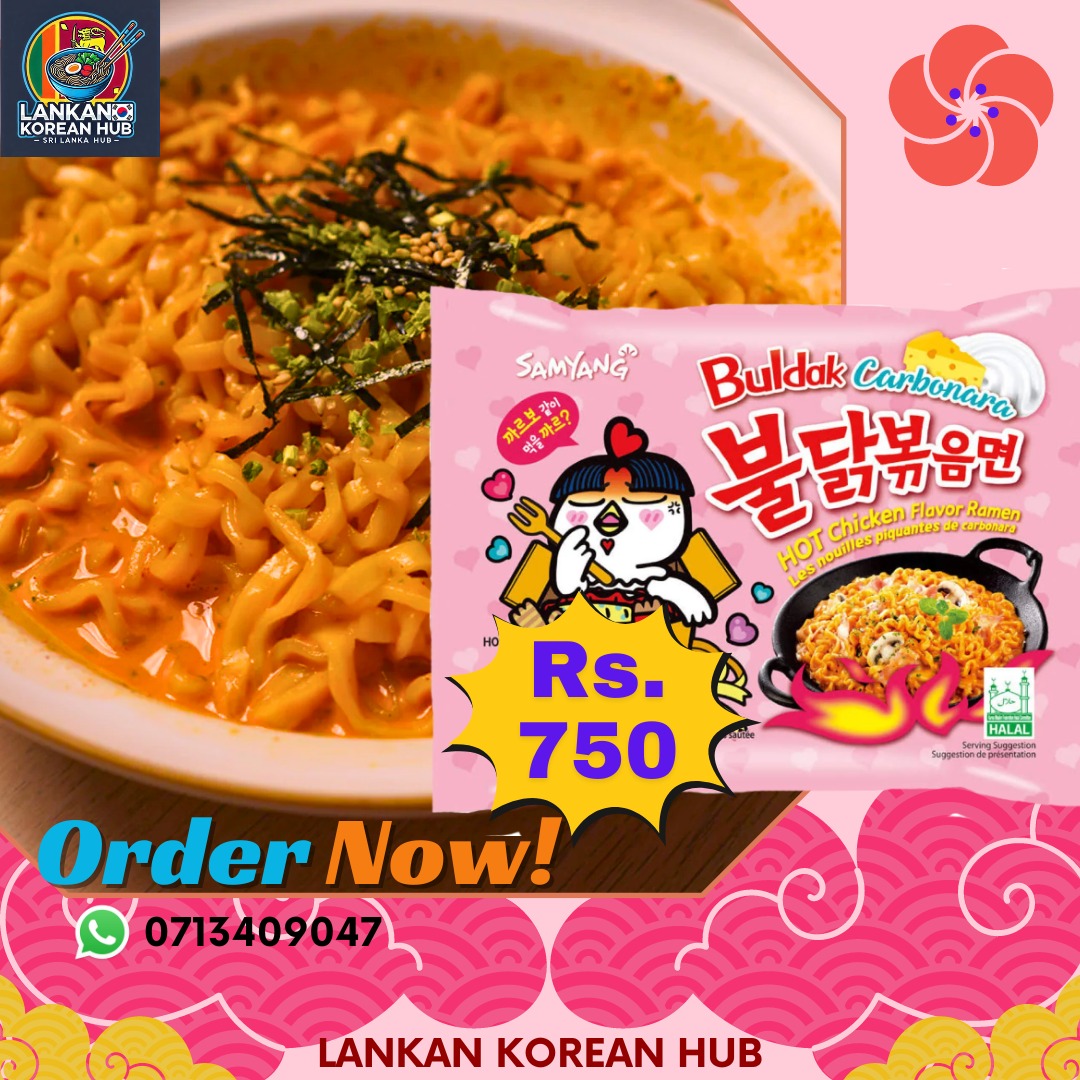 LANKAN
KOREAN HUB
SRI LANKA HUB
SAMYANG
까르보 같이
먹을 까르?
Buldak Carbonara
불닭볶음면
HOT Chicken Flavor Ramen
Les nouilles piquantes de carbonara
HO
sautée
HALAL
Serving Suggestion
Suggestion de présentation
Rs.
750
Order Now!
0713409047
LANKAN KOREAN HUB